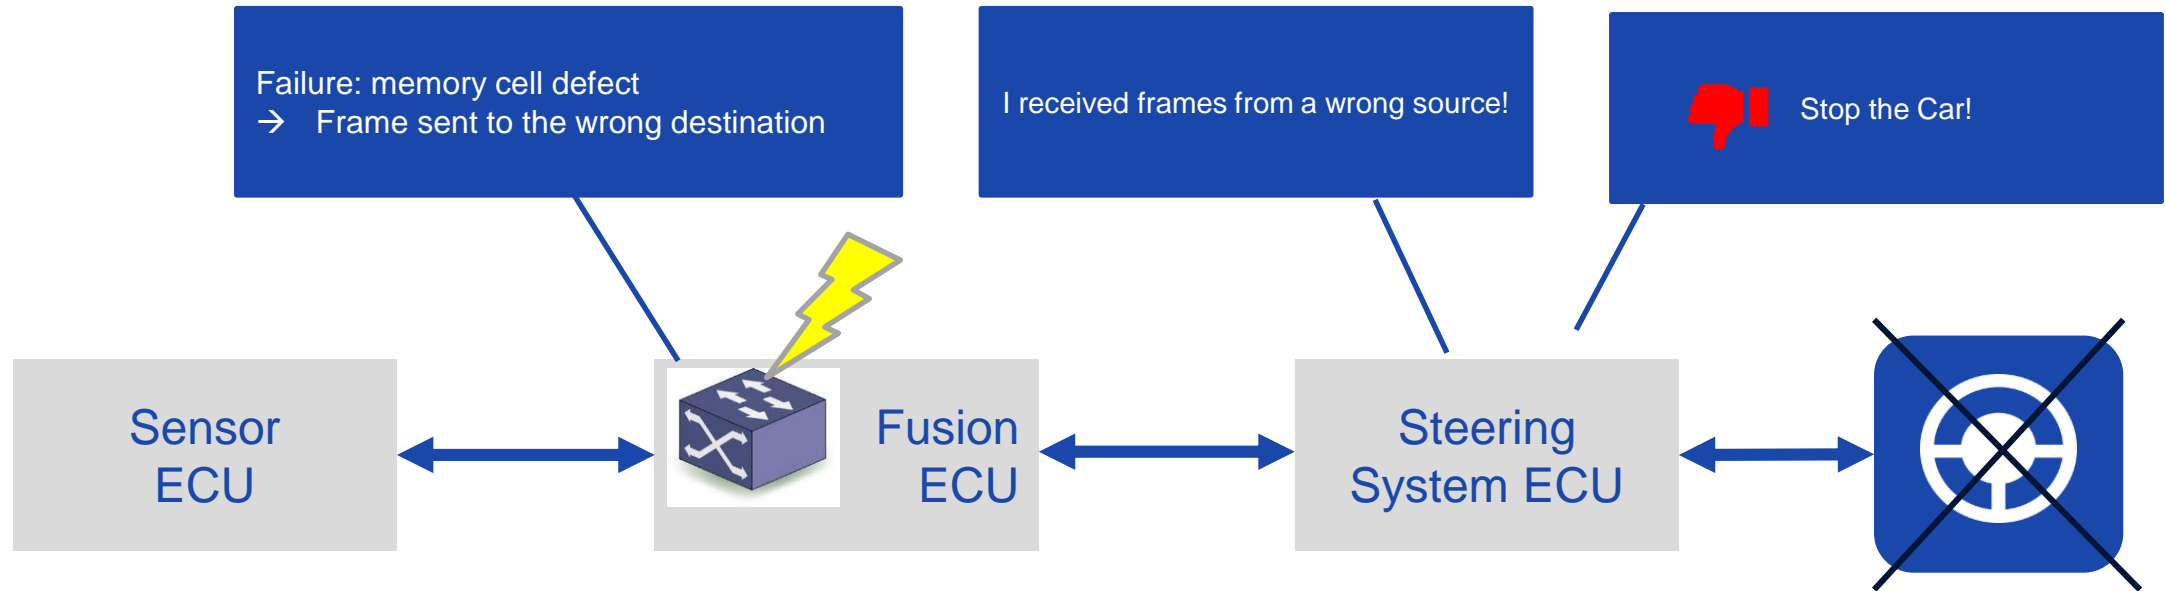 Failure: memory cell defect
→ Frame sent to the wrong destination
I received frames from a wrong source!
Stop the Car!
Sensor
ECU
Fusion
ECU
Steering
System ECU